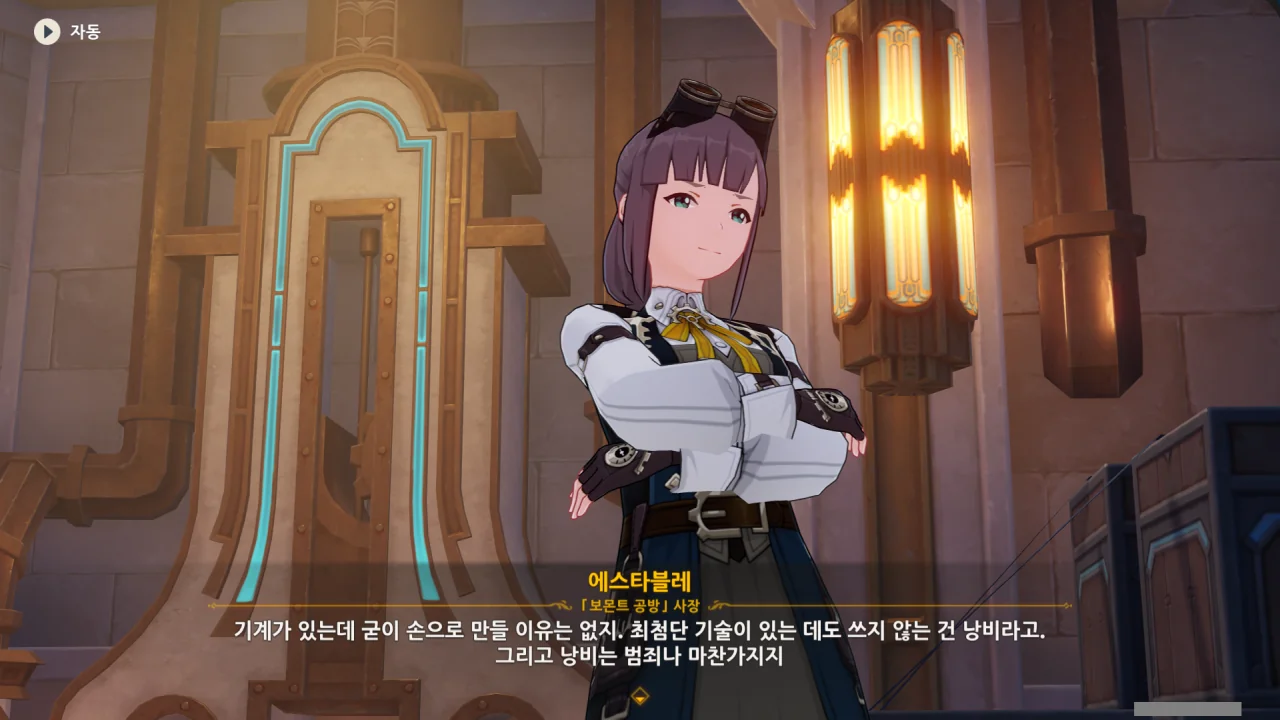 자동
에스타블레
「보몬트 공방」 사장
기계가 있는데 굳이 손으로 만들 이유는 없지. 최첨단 기술이 있는 데도 쓰지 않는 건 낭비라고.
그리고 낭비는 범죄나 마찬가지지